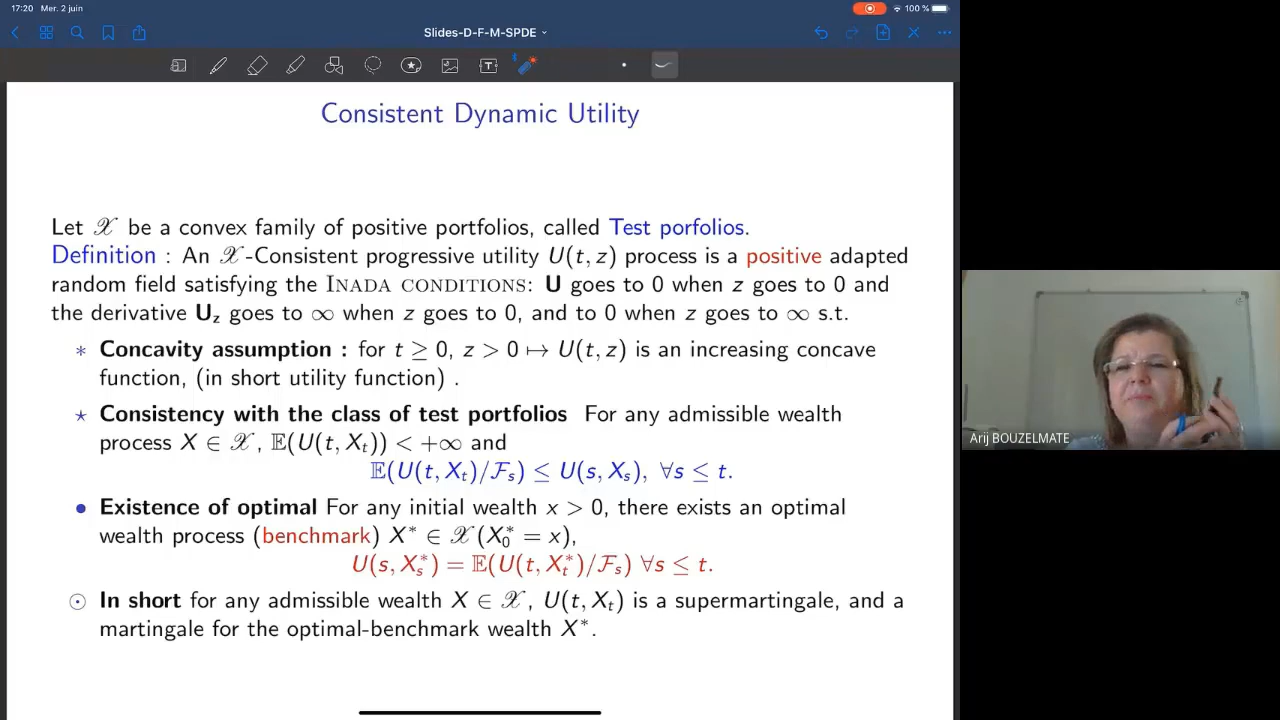 17:20 Mer. 2 juin
100 %
Slides-D-F-M-SPDE
T
Consistent Dynamic Utility
Let 𝒳 be a convex family of positive portfolios, called Test porfolios.
Definition : An 𝒳-Consistent progressive utility U(t, z) process is a positive adapted
random field satisfying the INADA CONDITIONS: U goes to 0 when z goes to 0 and
the derivative U_z goes to ∞ when z goes to 0, and to 0 when z goes to ∞ s.t.
∗ Concavity assumption : for t ≥ 0, z > 0 ↦ U(t, z) is an increasing concave
function, (in short utility function) .
⋆ Consistency with the class of test portfolios For any admissible wealth
process X ∈ 𝒳, 𝔼(U(t, X_t)) < +∞ and
𝔼(U(t, X_t)/ℱ_s) ≤ U(s, X_s), ∀s ≤ t.
• Existence of optimal For any initial wealth x > 0, there exists an optimal
wealth process (benchmark) X* ∈ 𝒳(X*_0 = x),
U(s, X*_s) = 𝔼(U(t, X*_t)/ℱ_s) ∀s ≤ t.
⊙ In short for any admissible wealth X ∈ 𝒳, U(t, X_t) is a supermartingale, and a
martingale for the optimal-benchmark wealth X*.
Arij BOUZELMATE